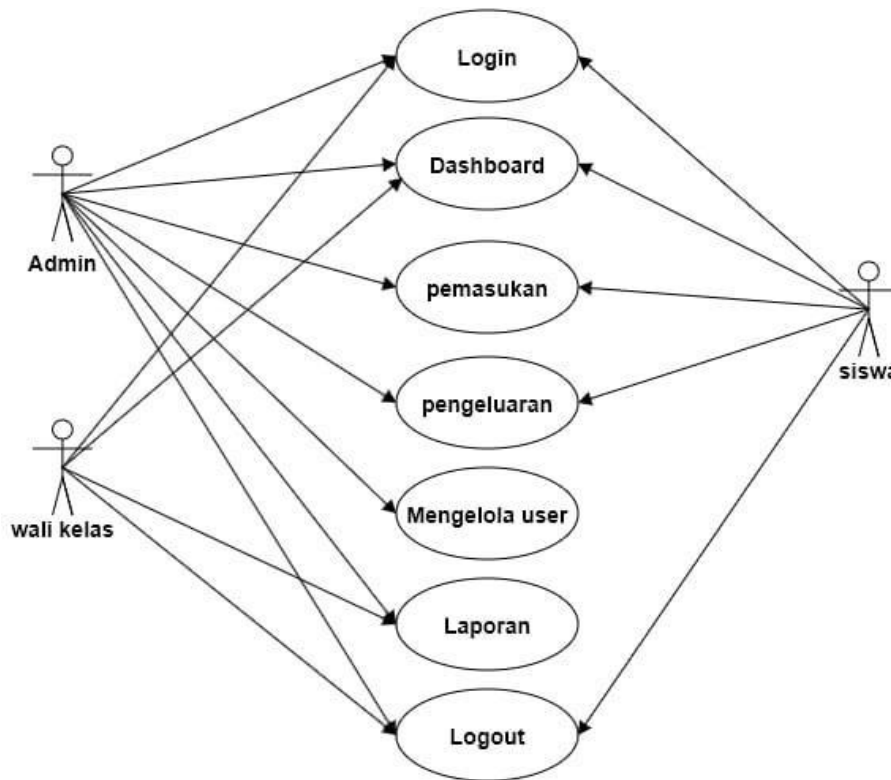 Login
Dashboard
Admin
pemasukan
siswa
pengeluaran
wali kelas
Mengelola user
Laporan
Logout